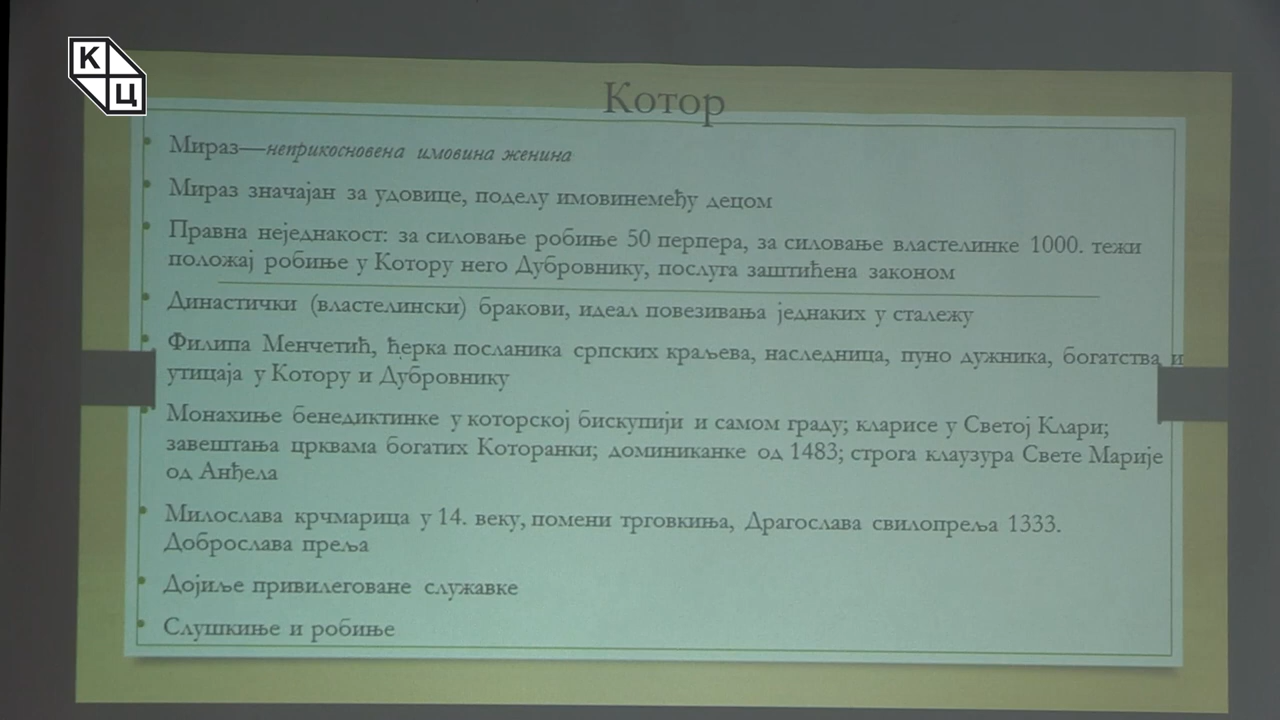 К
Ц
Котор
• Мираз—неприкосновена имовина женина
• Мираз значајан за удовице, поделу имовинемеђу децом
• Правна неједнакост: за силовање робиње 50 перпера, за силовање властелинке 1000. тежи
положај робиње у Котору него Дубровнику, послуга заштићена законом
• Династички (властелински) бракови, идеал повезивања једнаких у сталежу
• Филипа Менчетић, ћерка посланика српских краљева, наследница, пуно дужника, богатства и
утицаја у Котору и Дубровнику
• Монахиње бенедиктинке у которској бискупији и самом граду; кларисе у Светој Клари;
завештања црквама богатих Которанки; доминиканке од 1483; строга клаузура Свете Марије
од Анђела
• Милослава крчмарица у 14. веку, помени трговкиња, Драгослава свилопреља 1333.
Доброслава преља
• Дојиље привилеговане служавке
• Слушкиње и робиње